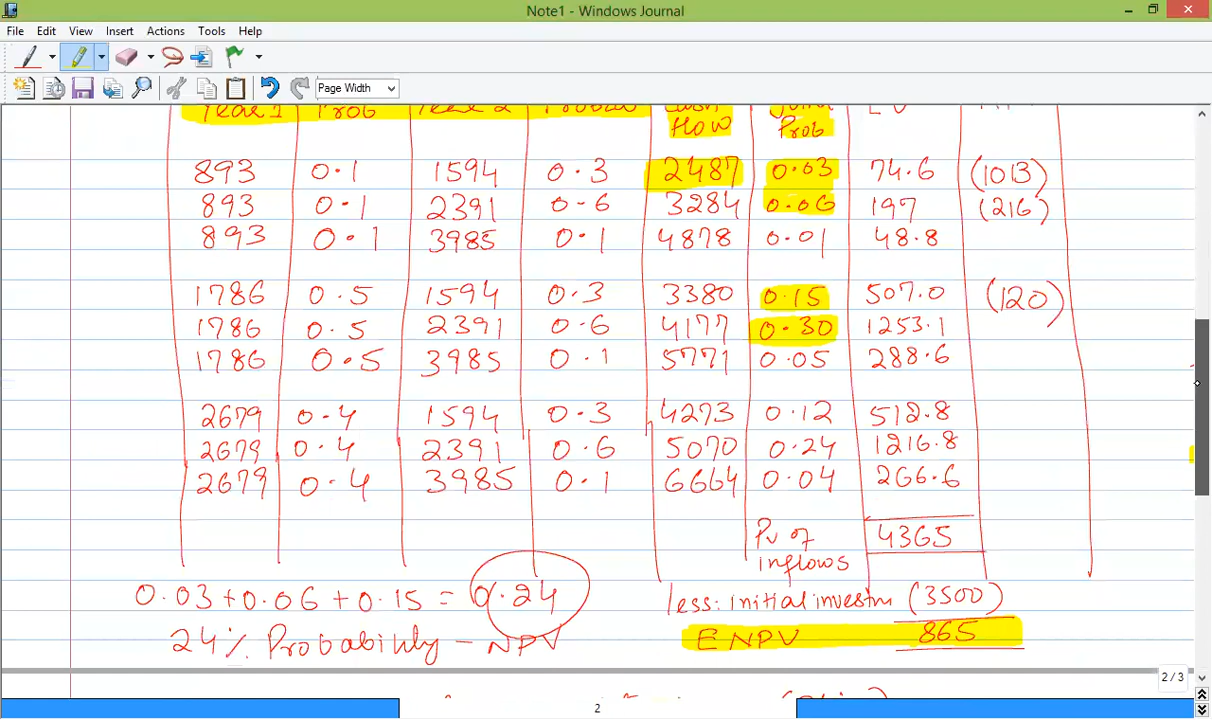 Note1 - Windows Journal
File Edit View Insert Actions Tools Help
Page Width
Year 1 Prob Year 2 Cash Joint EV
flow Prob
893 0.1 1594 0.3 2487 0.03 74.6 (1013)
893 0.1 2391 0.6 3284 0.06 197 (216)
893 0.1 3985 0.1 4878 0.01 48.8
1786 0.5 1594 0.3 3380 0.15 507.0 (120)
1786 0.5 2391 0.6 4177 0.30 1253.1
1786 0.5 3985 0.1 5771 0.05 288.6
2679 0.4 1594 0.3 4273 0.12 512.8
2679 0.4 2391 0.6 5070 0.24 1216.8
2679 0.4 3985 0.1 6664 0.04 266.6
Pv of 4365
inflows
0.03+0.06+0.15=0.24 less: initial investm (3500)
24% Probability - NPV ENPV 865
2 / 3
2